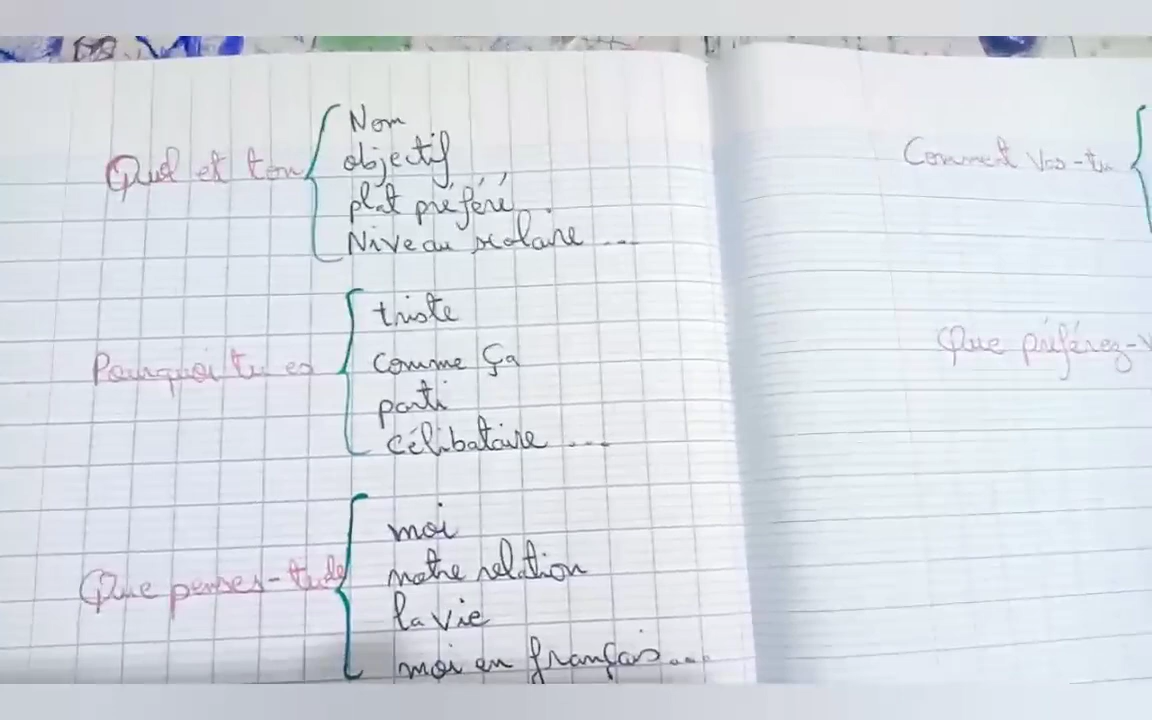 Quel et ton
Nom
objectif
plat préféré
Niveau scolaire ...
Pourquoi tu es
triste
comme ça
parti
célibataire ...
Que penses-tu de
moi
notre relation
la vie
moi en français...
Comment vas-tu
Que préférez-v